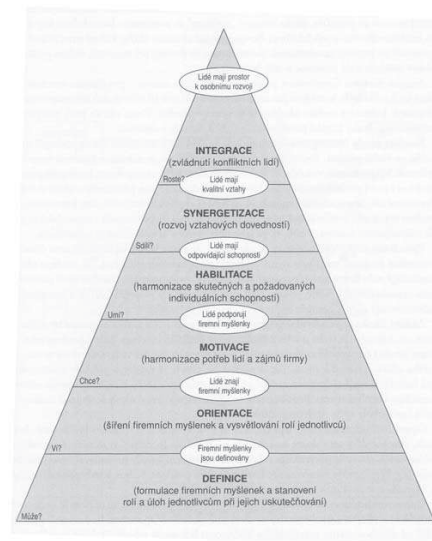 Lidé mají prostor
k osobnímu rozvoji
INTEGRACE
(zvládnutí konfliktních lidí)
Roste?
Lidé mají
kvalitní vztahy
SYNERGETIZACE
(rozvoj vztahových dovedností)
Sdílí?
Lidé mají
odpovídající schopnosti
HABILITACE
(harmonizace skutečných a požadovaných
individuálních schopností)
Umí?
Lidé podporují
firemní myšlenky
MOTIVACE
(harmonizace potřeb lidí a zájmů firmy)
Chce?
Lidé znají
firemní myšlenky
ORIENTACE
(šíření firemních myšlenek a vysvětlování rolí jednotlivců)
Ví?
Firemní myšlenky
jsou definovány
DEFINICE
(formulace firemních myšlenek a stanovení
rolí a úloh jednotlivcům při jejich uskutečňování)
Může?